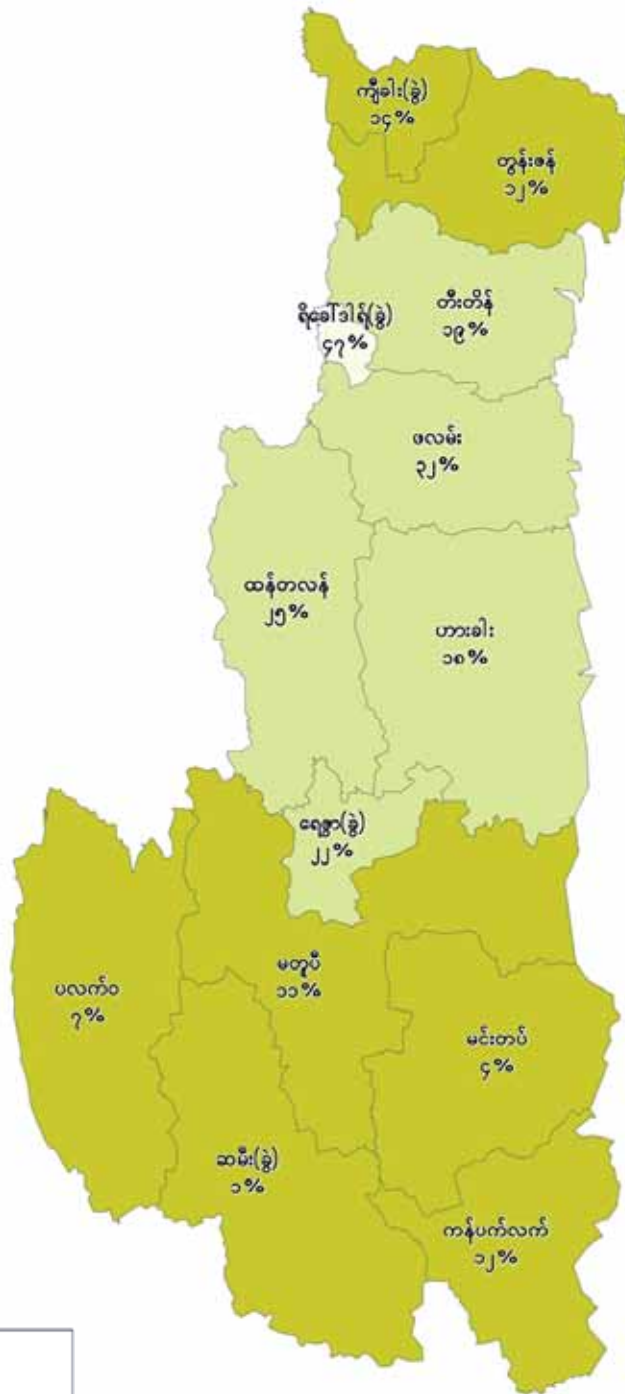 ကျီခါး(ခွဲ)
၁၄%
တွန်းဇန်
၁၂%
တီးတိန်
၁၉%
ရိခေါ်ဒါရ်(ခွဲ)
၄၇%
ဖလမ်း
၃၂%
ထန်တလန်
၂၅%
ဟားခါး
၁၈%
ရေဇွာ(ခွဲ)
၂၂%
မတူပီ
၁၁%
ပလက်ဝ
၇%
မင်းတပ်
၄%
ဆမီး(ခွဲ)
၁%
ကန်ပက်လက်
၁၂%